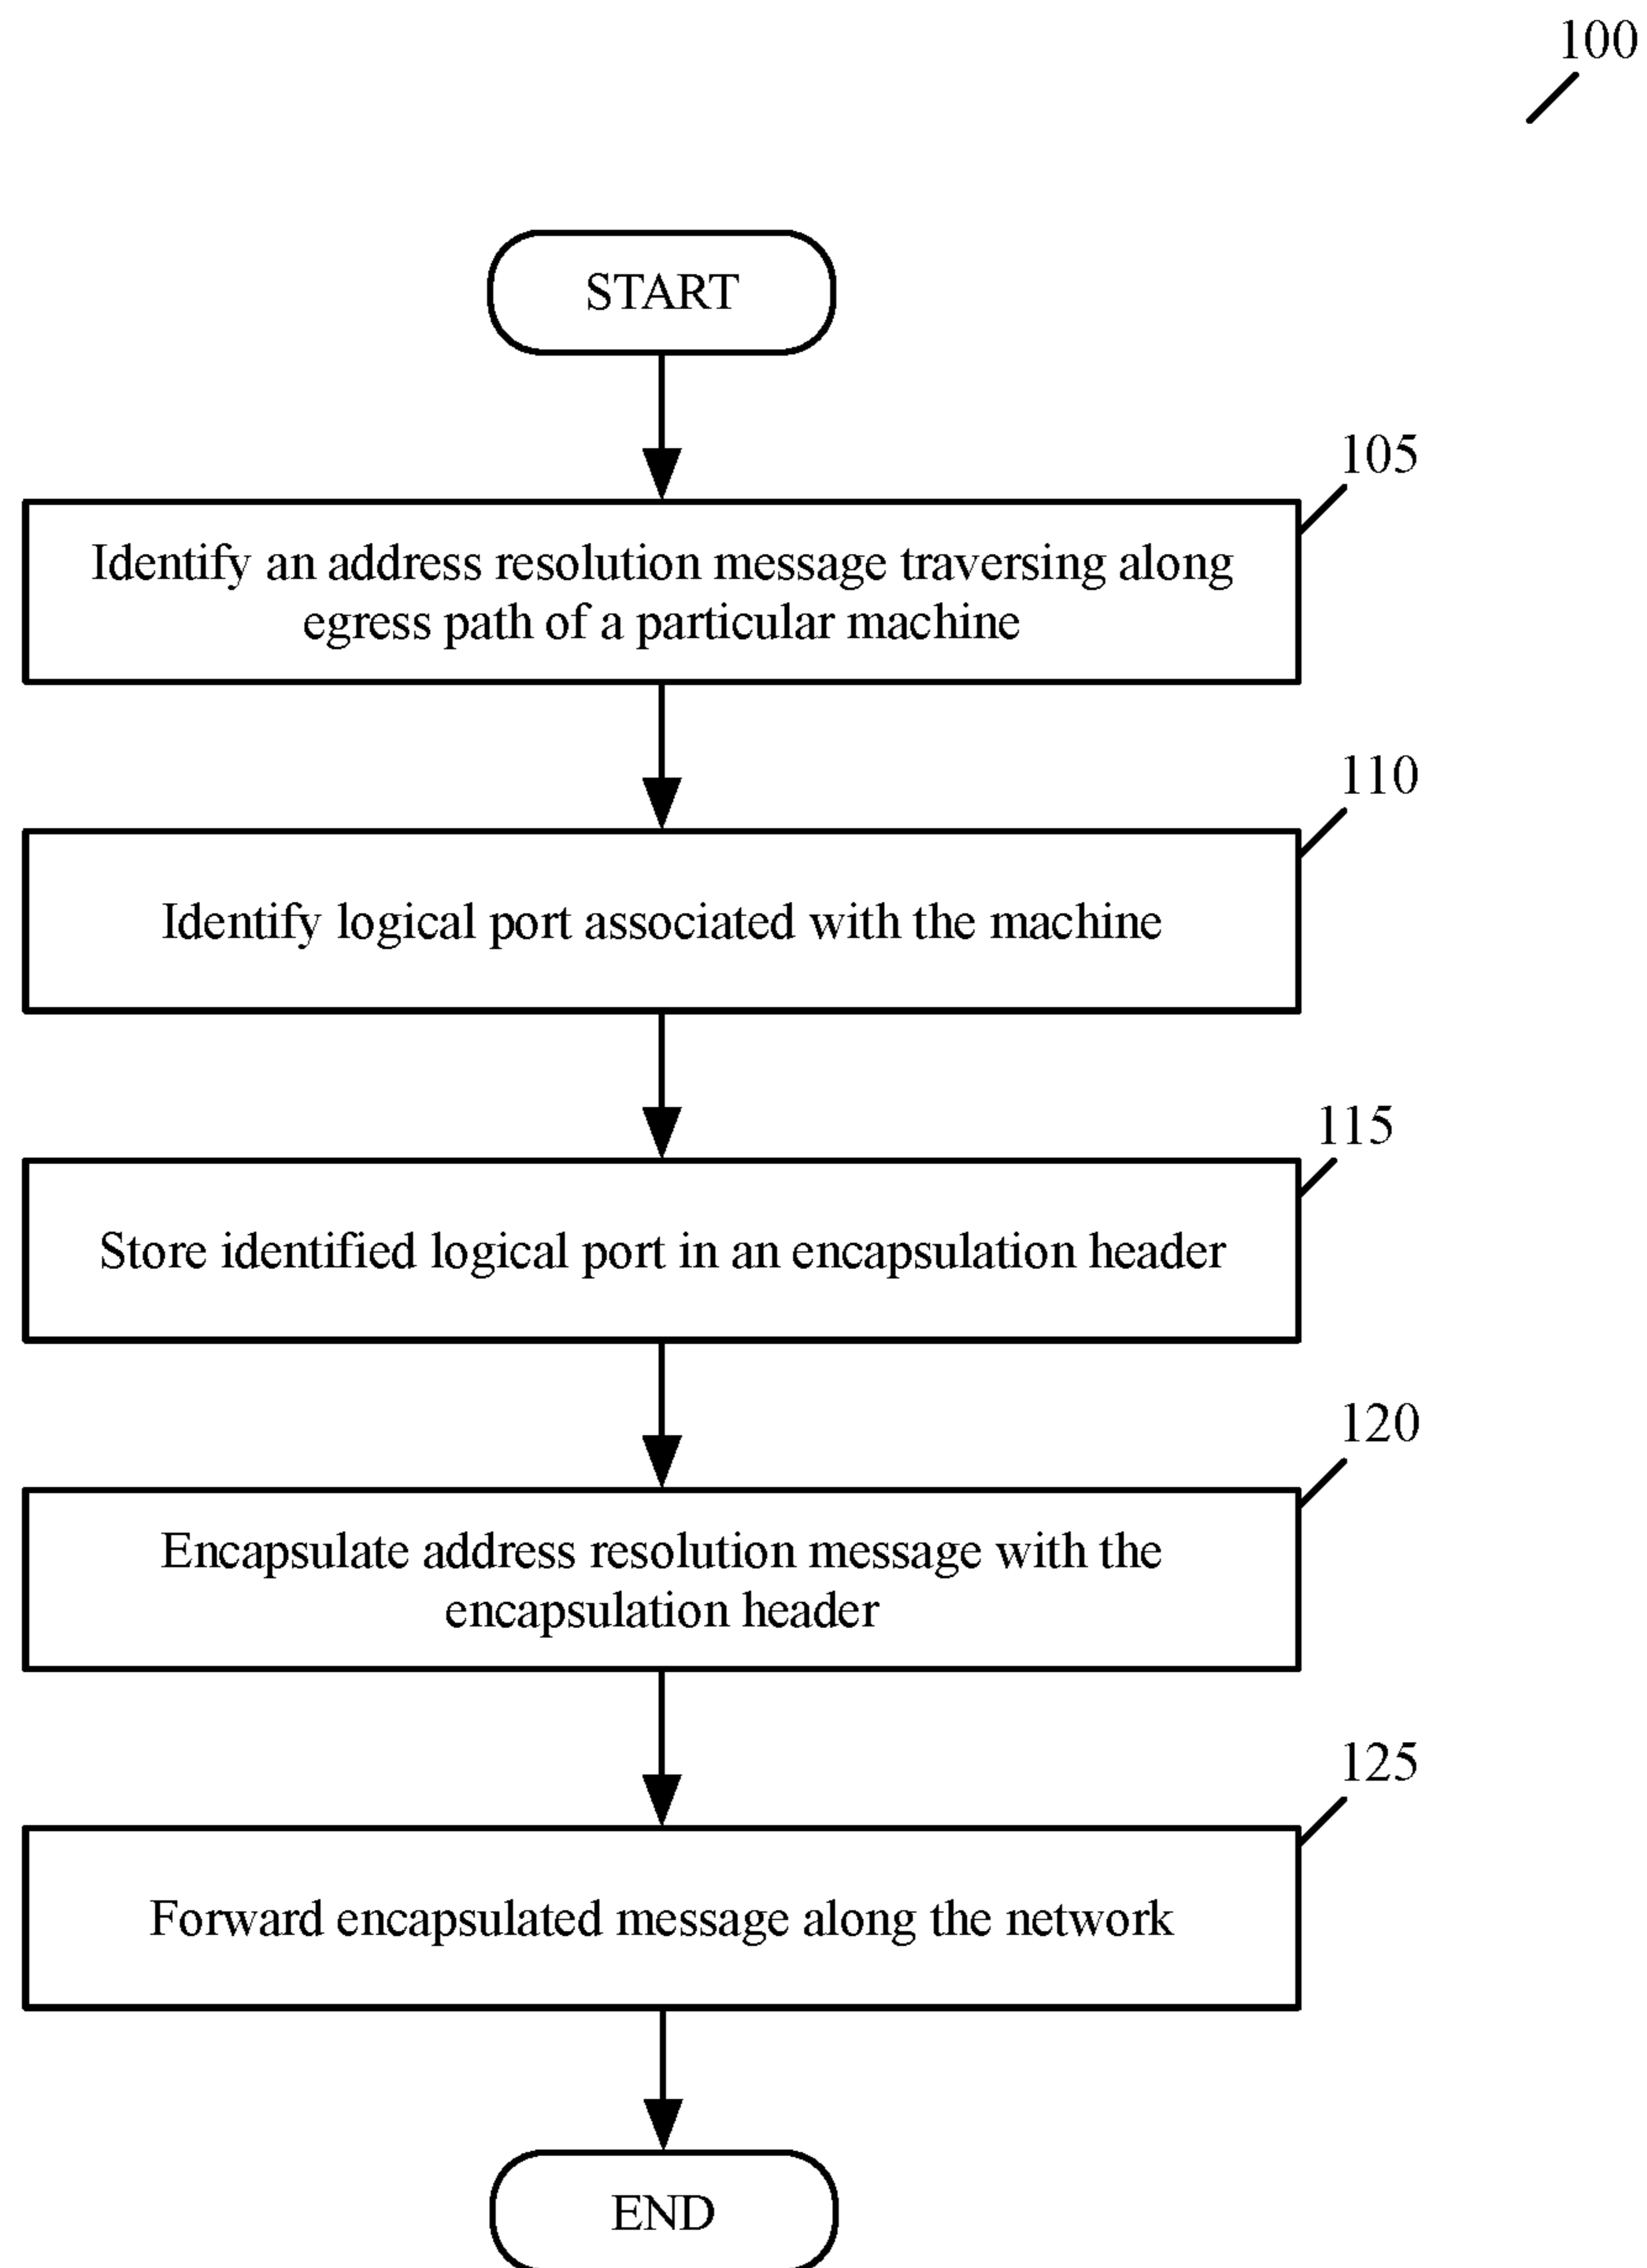 100
START
105
Identify an address resolution message traversing along
egress path of a particular machine
110
Identify logical port associated with the machine
115
Store identified logical port in an encapsulation header
120
Encapsulate address resolution message with the
encapsulation header
125
Forward encapsulated message along the network
END